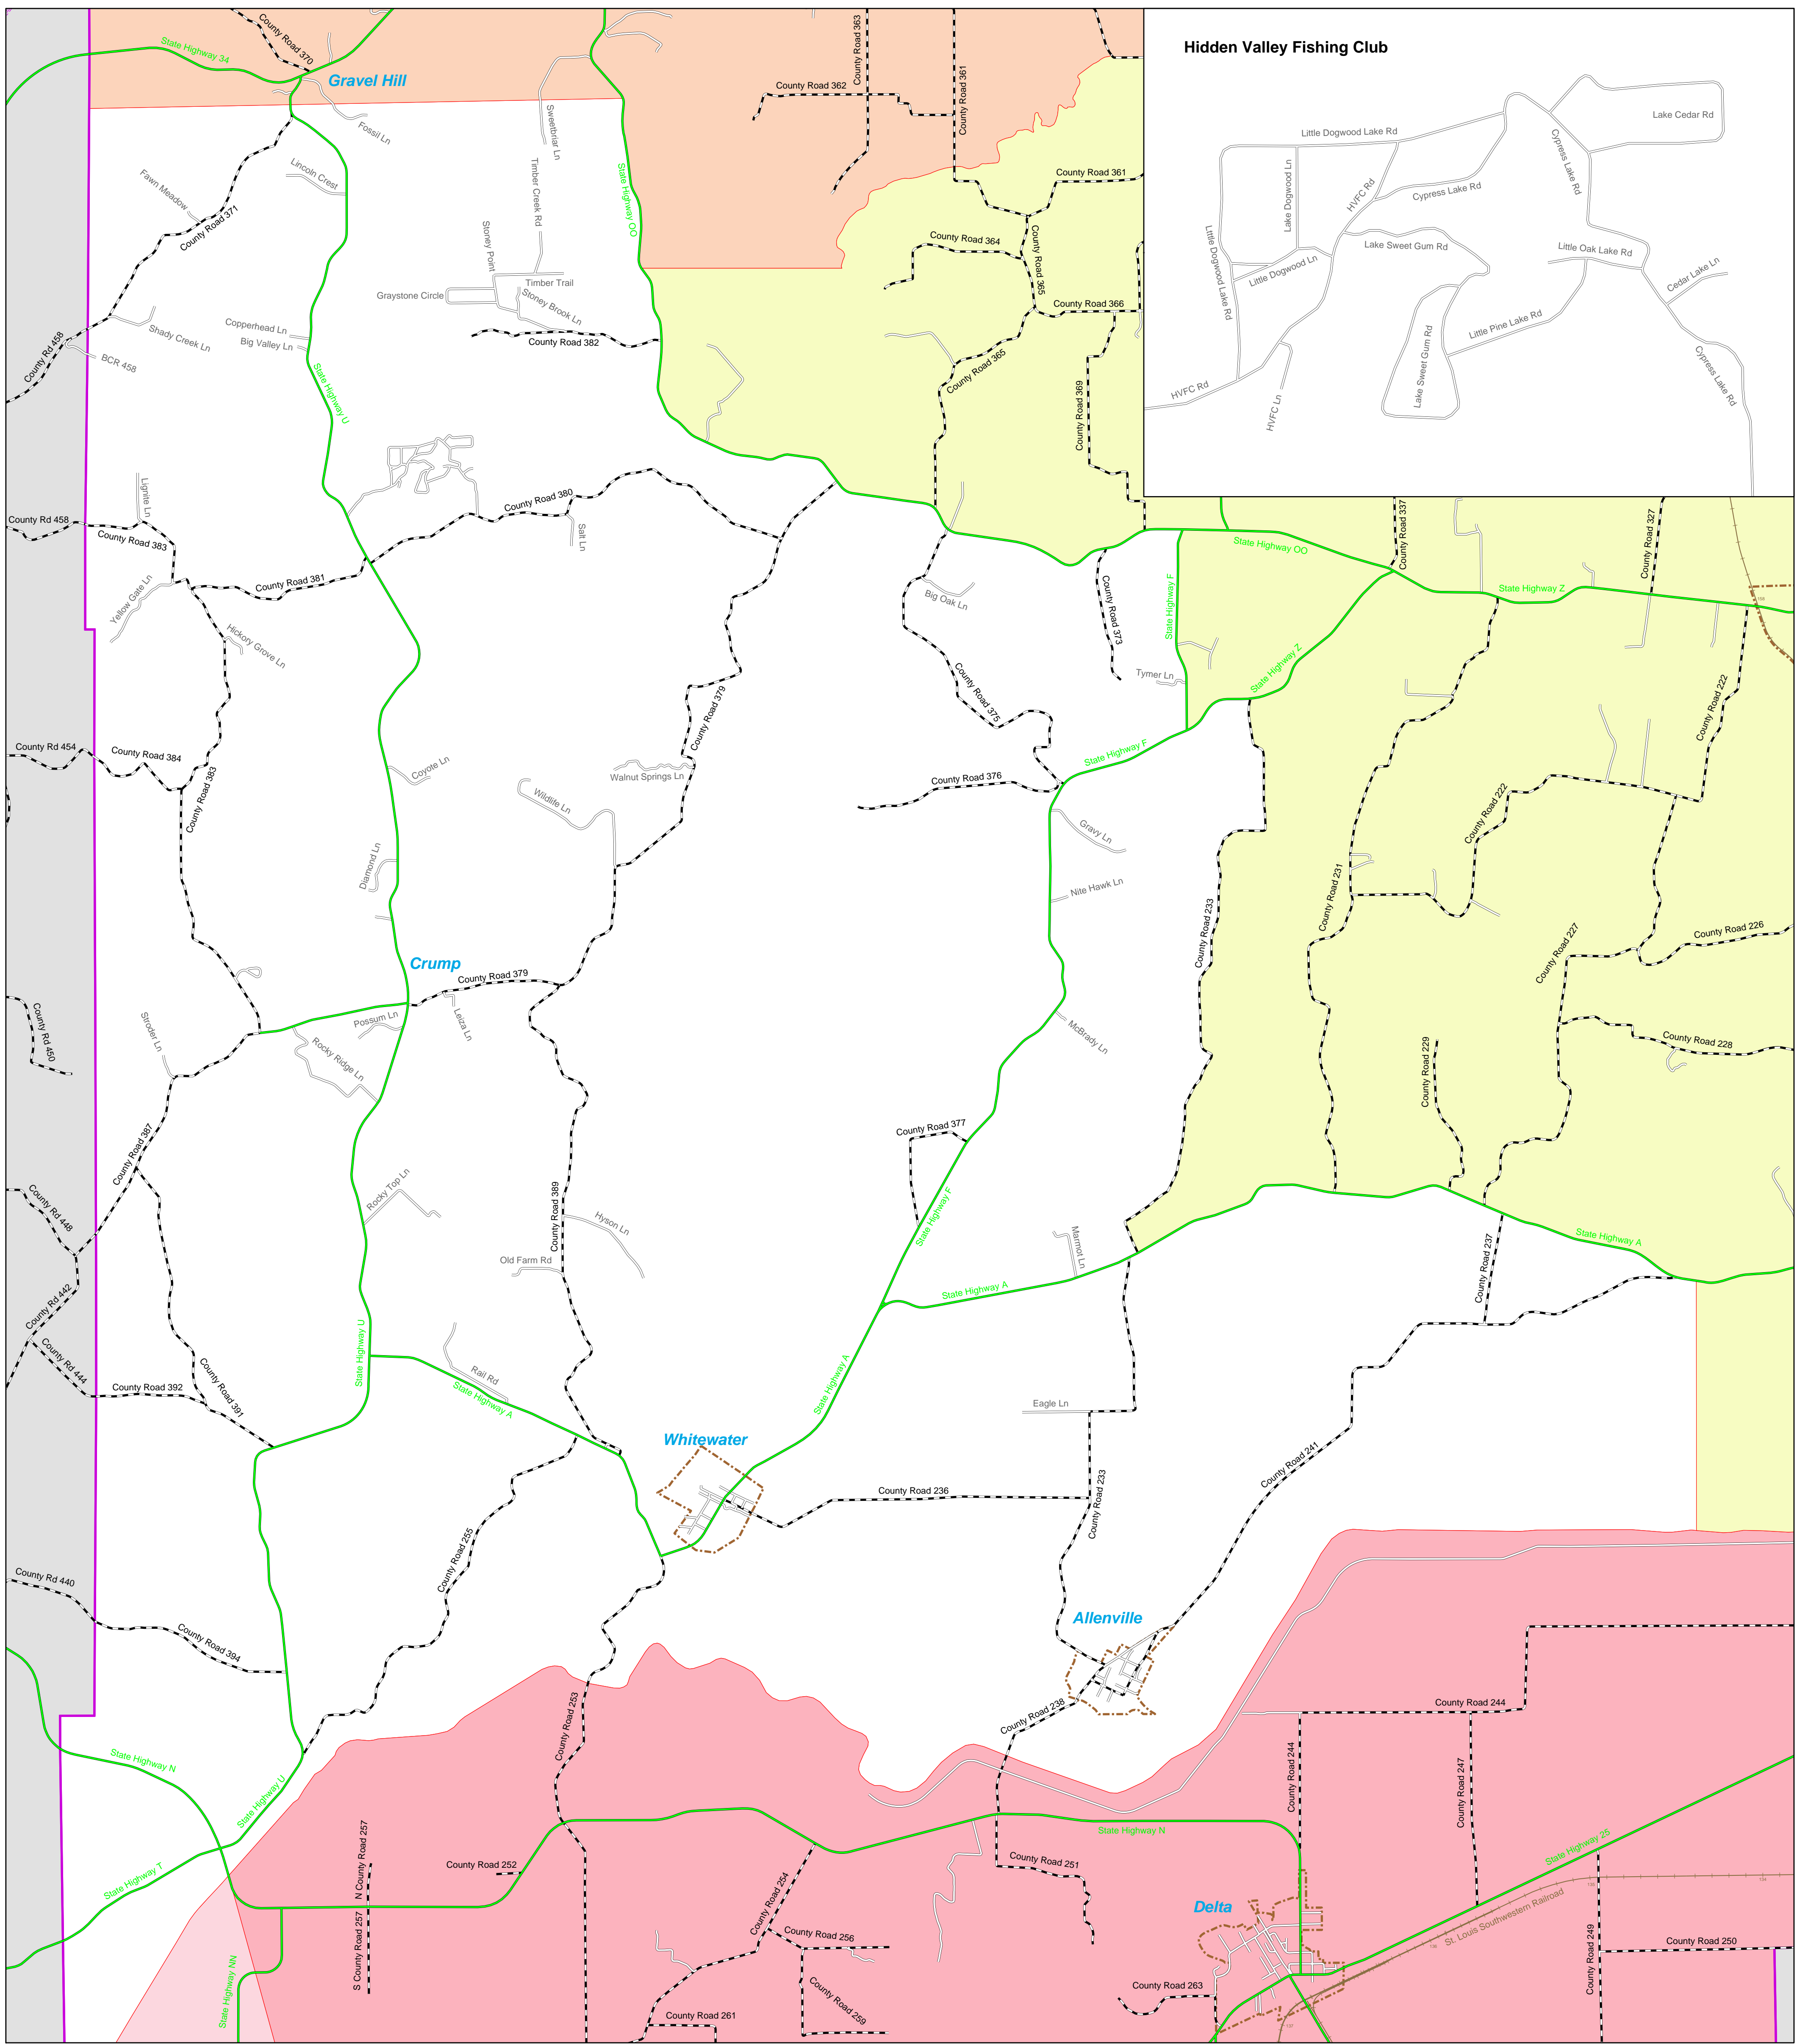 Hidden Valley Fishing Club
County Road 370
State Highway 34
Gravel Hill
Fossil Ln
Lincoln Crest
Fawn Meadow
County Road 371
Sweetbriar Ln
Timber Creek Rd
State Highway OO
County Road 363
County Road 362
County Road 361
County Road 361
County Road 364
County Road 365
County Road 366
County Road 365
County Road 369
Little Dogwood Lake Rd
Lake Cedar Rd
Cypress Lake Rd
Lake Dogwood Ln
HVFC Rd
Cypress Lake Rd
Lake Sweet Gum Rd
Little Oak Lake Rd
Cedar Lake Ln
Little Dogwood Lake Rd
Little Dogwood Ln
Little Pine Lake Rd
Lake Sweet Gum Rd
Cypress Lake Rd
HVFC Rd
HVFC Ln
Stoney Point
Timber Trail
Graystone Circle
Stoney Brook Ln
County Road 382
Shady Creek Ln
Copperhead Ln
Big Valley Ln
County Rd 458
BCR 458
State Highway U
Lignite Ln
County Rd 458
County Road 383
County Road 380
Salt Ln
County Road 381
Yellow Gate Ln
Hickory Grove Ln
County Road 337
County Road 327
State Highway OO
State Highway Z
State Highway F
County Road 373
Big Oak Ln
Tymer Ln
State Highway Z
County Road 375
County Road 379
County Road 222
State Highway F
County Rd 454
County Road 384
County Road 383
Coyote Ln
Walnut Springs Ln
Wildlife Ln
County Road 376
County Road 222
Gravy Ln
Diamond Ln
Nite Hawk Ln
County Road 233
County Road 231
County Road 227
County Road 226
Crump
County Road 379
Possum Ln
Leiza Ln
Stroder Ln
Rocky Ridge Ln
County Rd 450
McBrady Ln
County Road 228
County Road 229
County Road 377
County Road 387
Rocky Top Ln
County Road 389
Hyson Ln
Old Farm Rd
State Highway F
Marmot Ln
State Highway A
State Highway A
County Road 237
County Rd 448
County Rd 442
County Rd 444
County Road 392
County Road 391
State Highway U
Rail Rd
State Highway A
State Highway A
Eagle Ln
Whitewater
County Road 236
County Road 233
County Road 241
County Road 255
County Rd 440
County Road 394
Allenville
County Road 253
County Road 238
County Road 244
County Road 244
County Road 247
State Highway N
State Highway U
State Highway T
State Highway N
State Highway 25
N County Road 257
S County Road 257
County Road 252
County Road 254
County Road 256
County Road 251
Delta
St. Louis Southwestern Railroad
County Road 249
County Road 250
State Highway NN
County Road 259
County Road 261
County Road 263